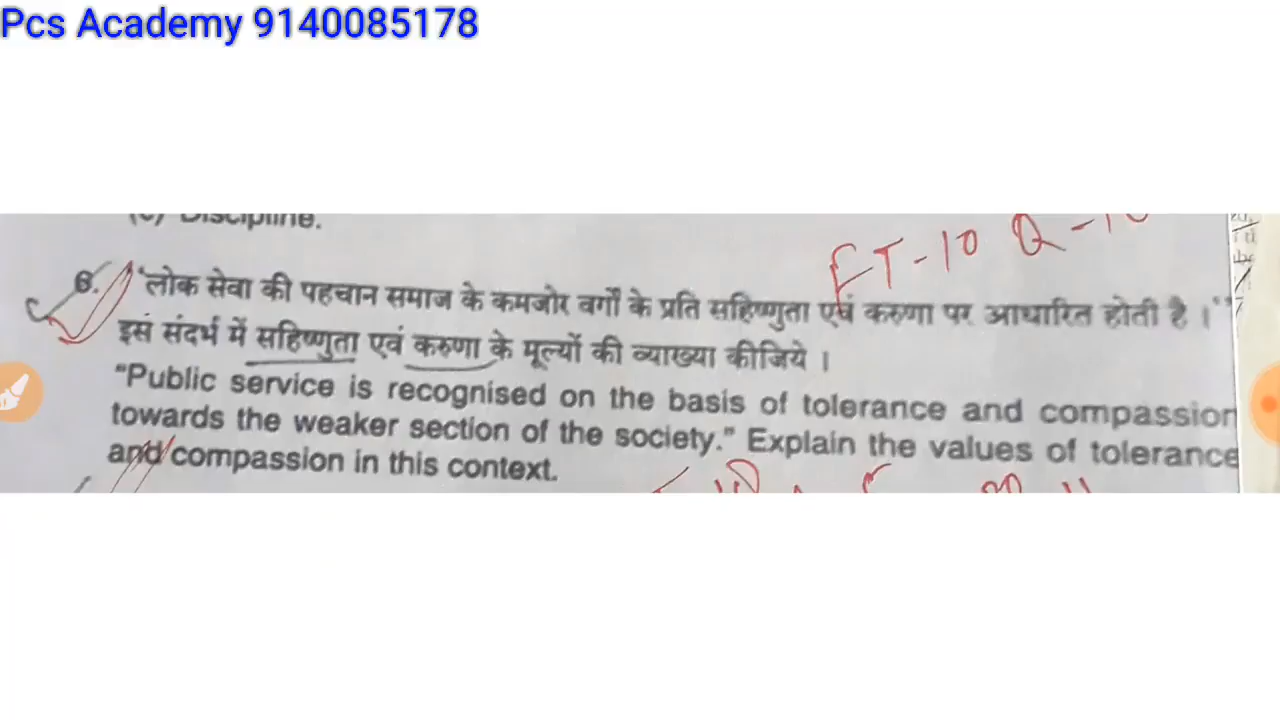 Pcs Academy 9140085178
(c) Discipline.
FT-10 Q-10
6. "लोक सेवा की पहचान समाज के कमजोर वर्गों के प्रति सहिष्णुता एवं करुणा पर आधारित होती है ।"
इस संदर्भ में सहिष्णुता एवं करुणा के मूल्यों की व्याख्या कीजिये ।
"Public service is recognised on the basis of tolerance and compassion
towards the weaker section of the society." Explain the values of tolerance
and compassion in this context.